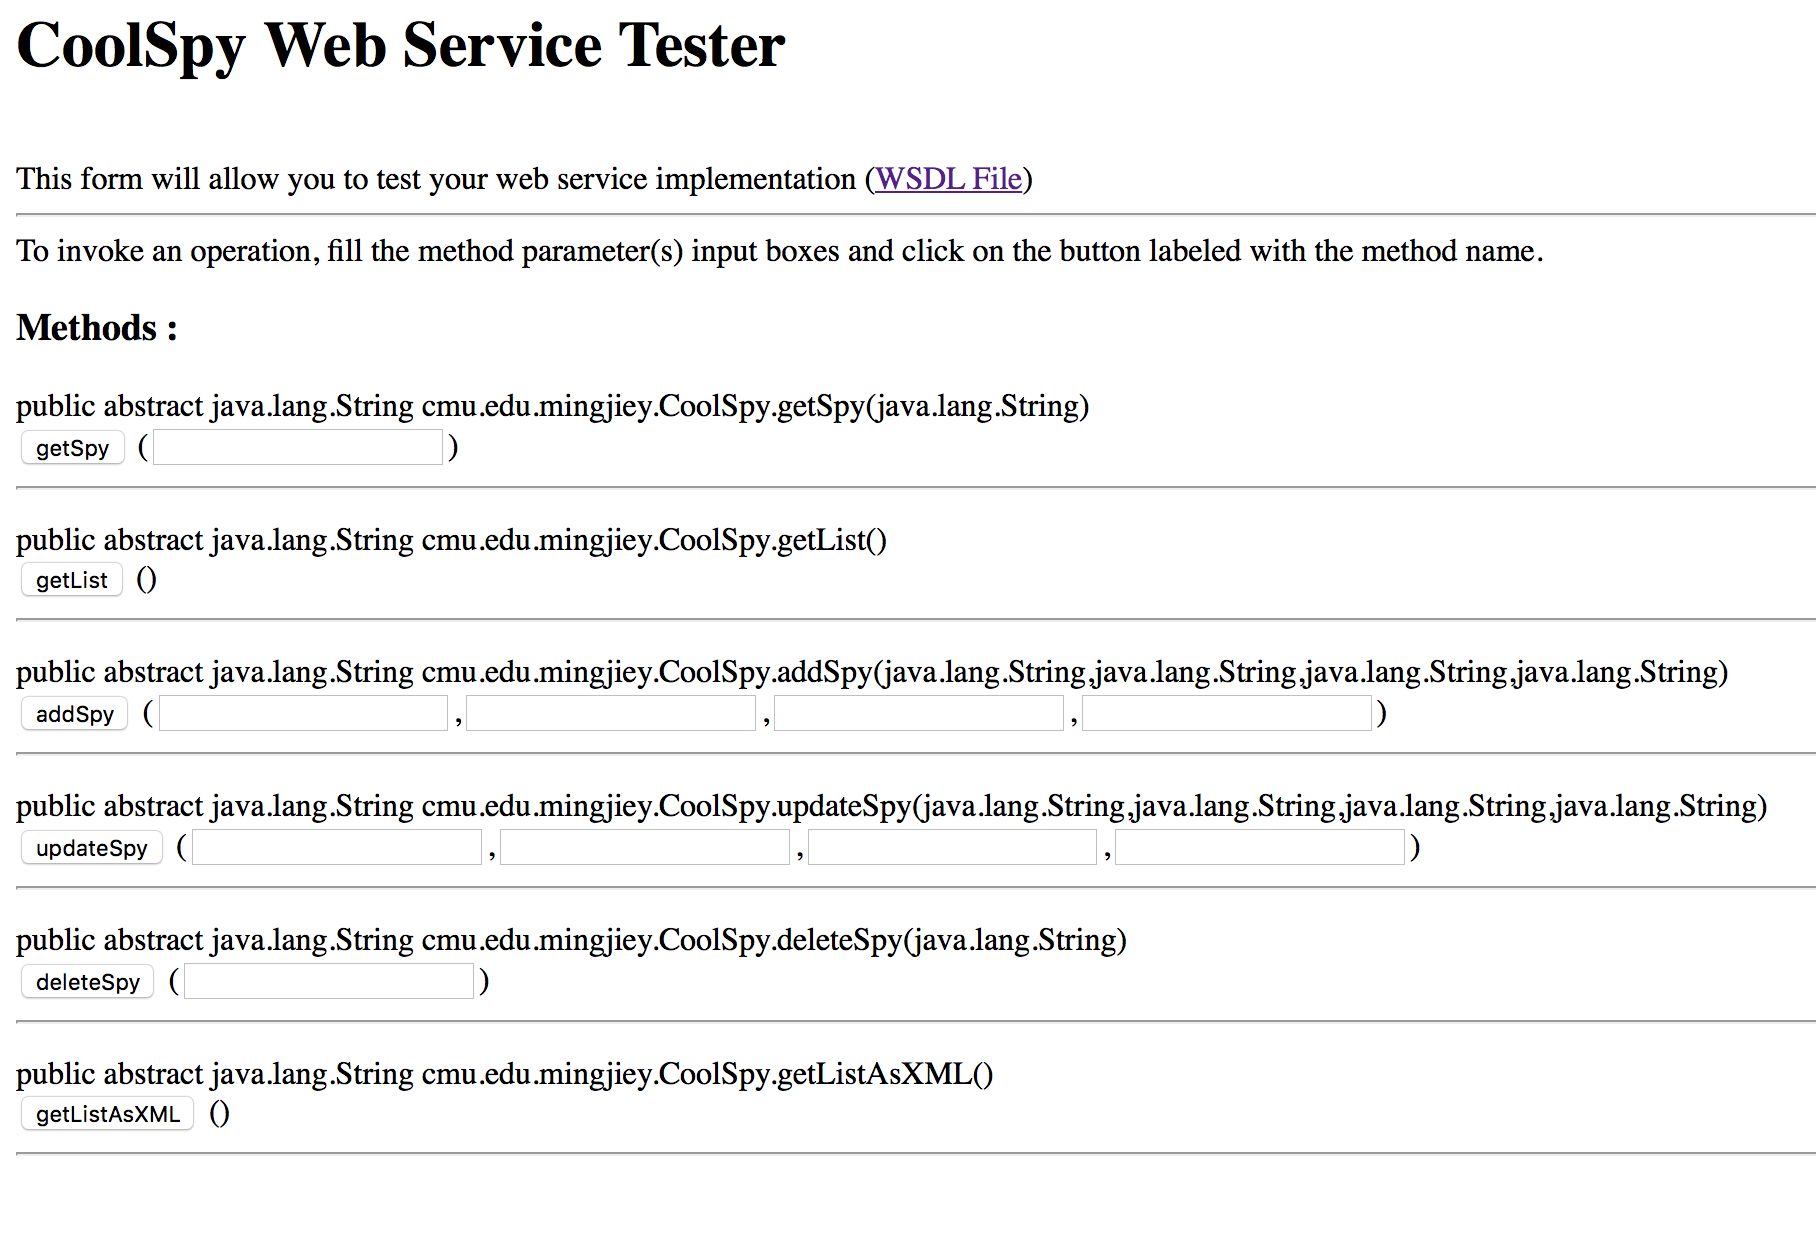 CoolSpy Web Service Tester
This form will allow you to test your web service implementation (WSDL File)
To invoke an operation, fill the method parameter(s) input boxes and click on the button labeled with the method name.
Methods :
public abstract java.lang.String cmu.edu.mingjiey.CoolSpy.getSpy(java.lang.String)
getSpy ( )
public abstract java.lang.String cmu.edu.mingjiey.CoolSpy.getList()
getList ()
public abstract java.lang.String cmu.edu.mingjiey.CoolSpy.addSpy(java.lang.String,java.lang.String,java.lang.String,java.lang.String)
addSpy ( , , , )
public abstract java.lang.String cmu.edu.mingjiey.CoolSpy.updateSpy(java.lang.String,java.lang.String,java.lang.String,java.lang.String)
updateSpy ( , , , )
public abstract java.lang.String cmu.edu.mingjiey.CoolSpy.deleteSpy(java.lang.String)
deleteSpy ( )
public abstract java.lang.String cmu.edu.mingjiey.CoolSpy.getListAsXML()
getListAsXML ()